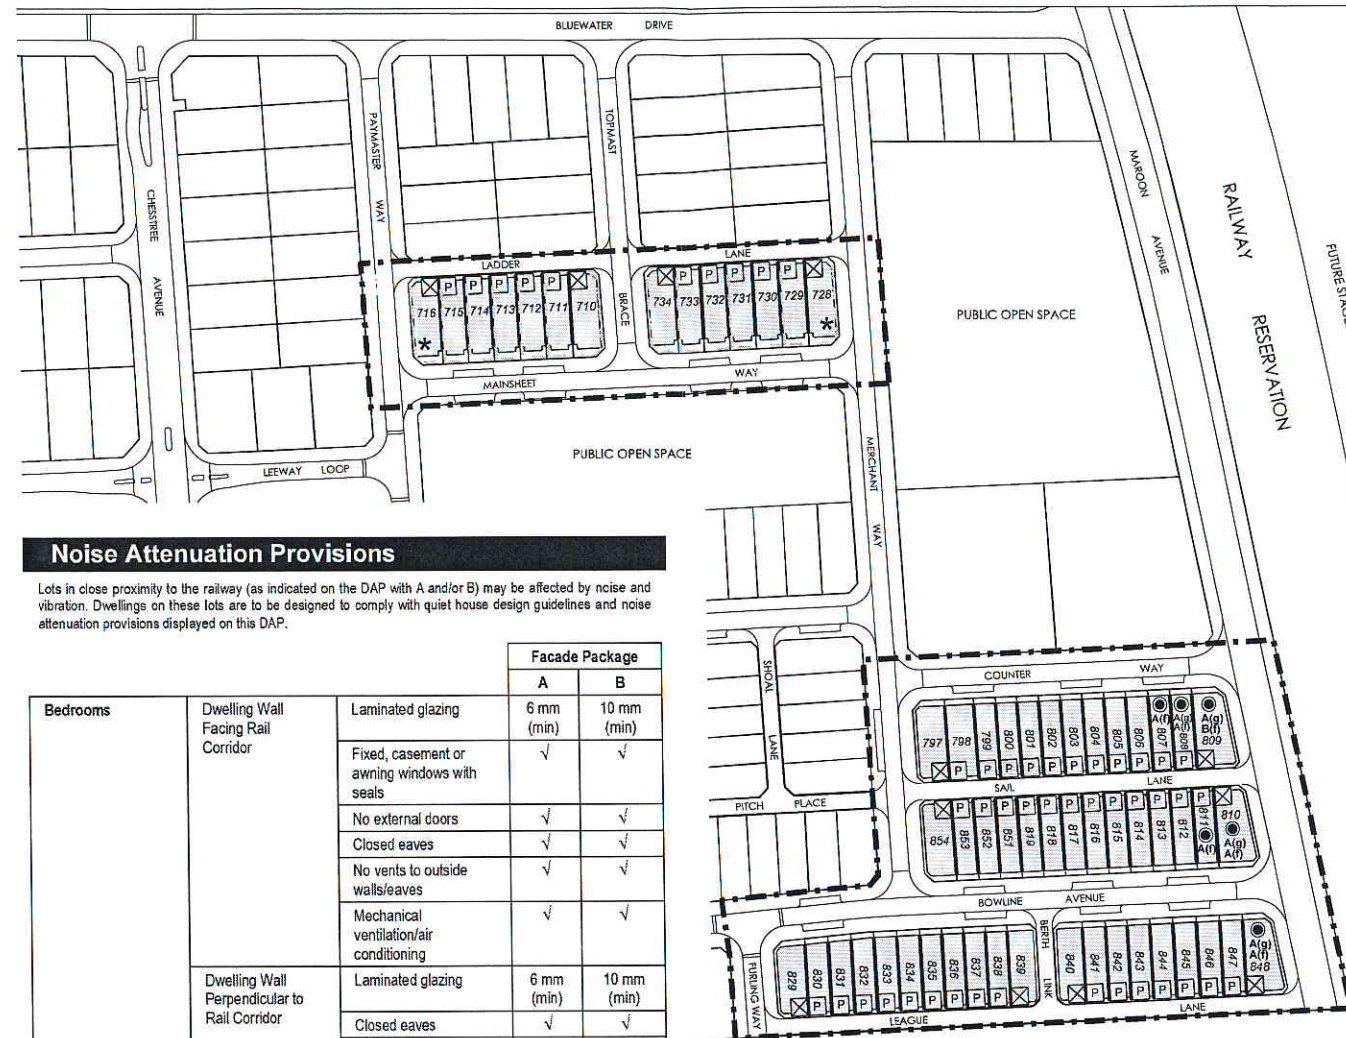 BLUEWATER DRIVE
PAYMASTER WAY
TOPMAST
CHESSTREE AVENUE
MAROON AVENUE
RAILWAY RESERVATION
LADDER LANE
P P P P P
P P P P P
716 715 714 713 712 711 710
BRACE
734 733 732 731 730 729 728
*
*
PUBLIC OPEN SPACE
MAINSHEET WAY
PUBLIC OPEN SPACE
LEEWAY LOOP
MERCHANT WAY
Noise Attenuation Provisions
Lots in close proximity to the railway (as indicated on the DAP with A and/or B) may be affected by noise and
vibration. Dwellings on these lots are to be designed to comply with quiet house design guidelines and noise
attenuation provisions displayed on this DAP.
Facade Package
A B
Bedrooms
Dwelling Wall
Facing Rail
Corridor
Laminated glazing
6 mm
(min)
10 mm
(min)
Fixed, casement or
awning windows with
seals
√ √
No external doors
√ √
Closed eaves
√ √
No vents to outside
walls/eaves
√ √
Mechanical
ventilation/air
conditioning
√ √
Dwelling Wall
Perpendicular to
Rail Corridor
Laminated glazing
6 mm
(min)
10 mm
(min)
Closed eaves
√ √
SHOAL LANE
PITCH PLACE
COUNTER WAY
797 798 799 800 801 802 803 804 805 806 807 808 809
A(f)
A(g)
A(f)
A(g)
B(f)
P P P P P P P P P P
SAIL LANE
P P P P P P P P P P P
854 853 852 851 819 818 817 816 815 814 813 812 811 810
A(f)
A(g)
A(f)
BOWLINE AVENUE
FURLING WAY
829 830 831 832 833 834 835 836 837 838 839
P P P P P P P P P
BERTH LINK
840 841 842 843 844 845 846 847 848
A(g)
A(f)
P P P P P P P
LEAGUE LANE